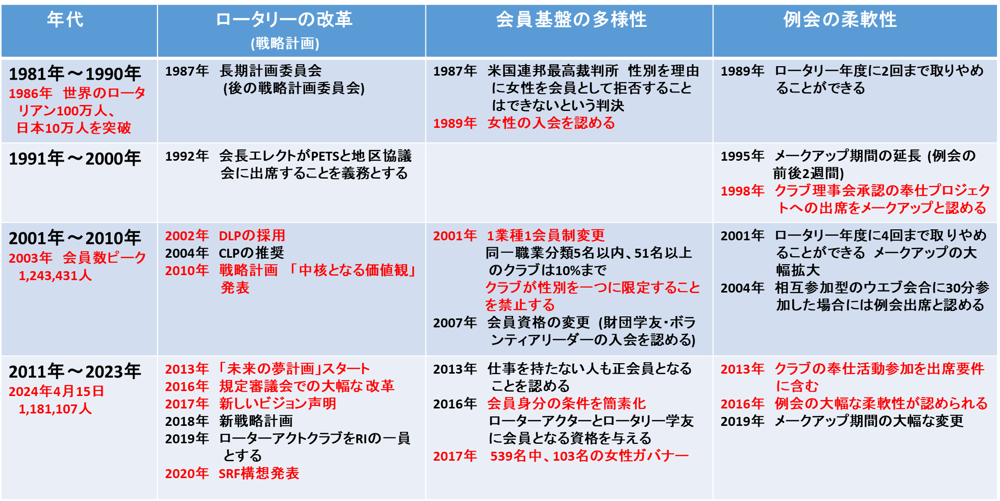 年代
ロータリーの改革
(戦略計画)
会員基盤の多様性
例会の柔軟性
1981年～1990年
1986年 世界のロータ
リアン100万人、
日本10万人を突破
1987年 長期計画委員会
(後の戦略計画委員会)
1987年 米国連邦最高裁判所 性別を理由
に女性を会員として拒否すること
はできないという判決
1989年 女性の入会を認める
1989年 ロータリー年度に2回まで取りやめ
ることができる
1991年～2000年
1992年 会長エレクトがPETSと地区協議
会に出席することを義務とする
1995年 メークアップ期間の延長 (例会の
前後2週間)
1998年 クラブ理事会承認の奉仕プロジェク
トへの出席をメークアップと認める
2001年～2010年
2003年 会員数ピーク
1,243,431人
2002年 DLPの採用
2004年 CLPの推奨
2010年 戦略計画 「中核となる価値観」
発表
2001年 1業種1会員制変更
同一職業分類5名以内、51名以上
のクラブは10%まで
クラブが性別を一つに限定すること
を禁止する
2007年 会員資格の変更 (財団学友・ボラ
ンティアリーダーの入会を認める)
2001年 ロータリー年度に4回まで取りやめ
ることができる メークアップの大
幅拡大
2004年 相互参加型のウエブ会合に30分参
加した場合には例会出席と認める
2011年～2023年
2024年4月15日
1,181,107人
2013年 「未来の夢計画」スタート
2016年 規定審議会での大幅な改革
2017年 新しいビジョン声明
2018年 新戦略計画
2019年 ローターアクトクラブをRIの一員
とする
2020年 SRF構想発表
2013年 仕事を持たない人も正会員となる
ことを認める
2016年 会員身分の条件を簡素化
ローターアクターとロータリー学友
に会員となる資格を与える
2017年 539名中、103名の女性ガバナー
2013年 クラブの奉仕活動参加を出席要件
に含む
2016年 例会の大幅な柔軟性が認められる
2019年 メークアップ期間の大幅な変更